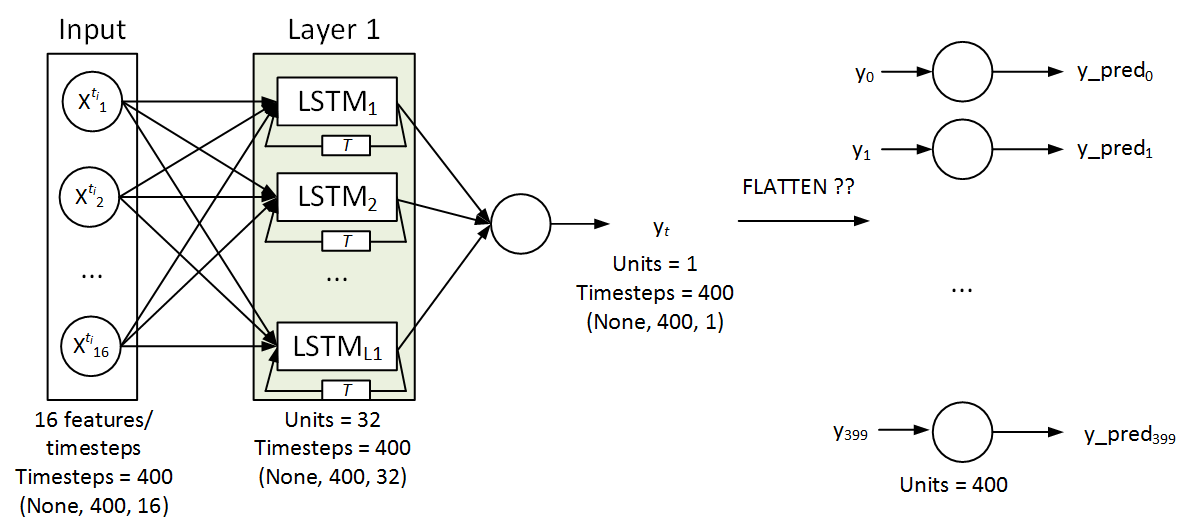 Input
X^ti_1
X^ti_2
...
X^ti_16
16 features/
timesteps
Timesteps = 400
(None, 400, 16)
Layer 1
LSTM₁
T
LSTM₂
T
...
LSTM_L1
T
Units = 32
Timesteps = 400
(None, 400, 32)
y_t
Units = 1
Timesteps = 400
(None, 400, 1)
FLATTEN ??
y₀ y_pred₀
y₁ y_pred₁
...
y₃₉₉ y_pred₃₉₉
Units = 400